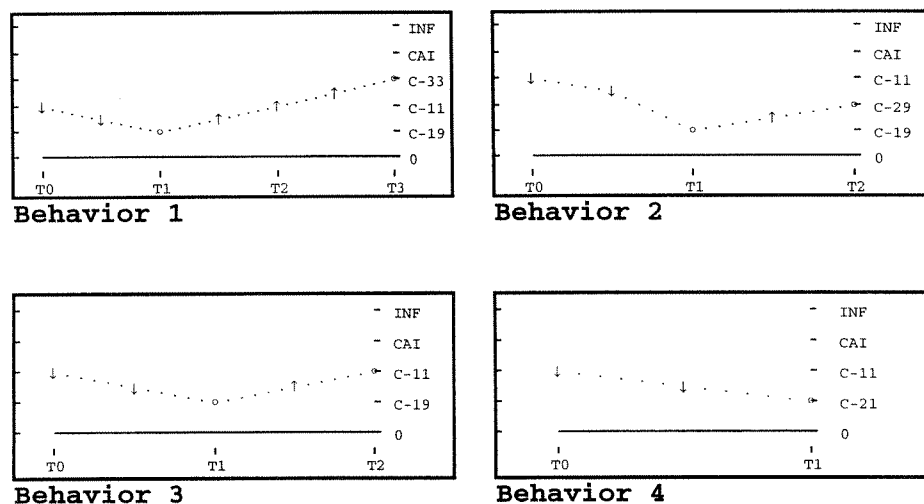 INF
CAI
C-33
C-11
C-19
0
T0 T1 T2 T3
Behavior 1
INF
CAI
C-11
C-29
C-19
0
T0 T1 T2
Behavior 2
INF
CAI
C-11
C-19
0
T0 T1 T2
Behavior 3
INF
CAI
C-11
C-21
0
T0 T1
Behavior 4